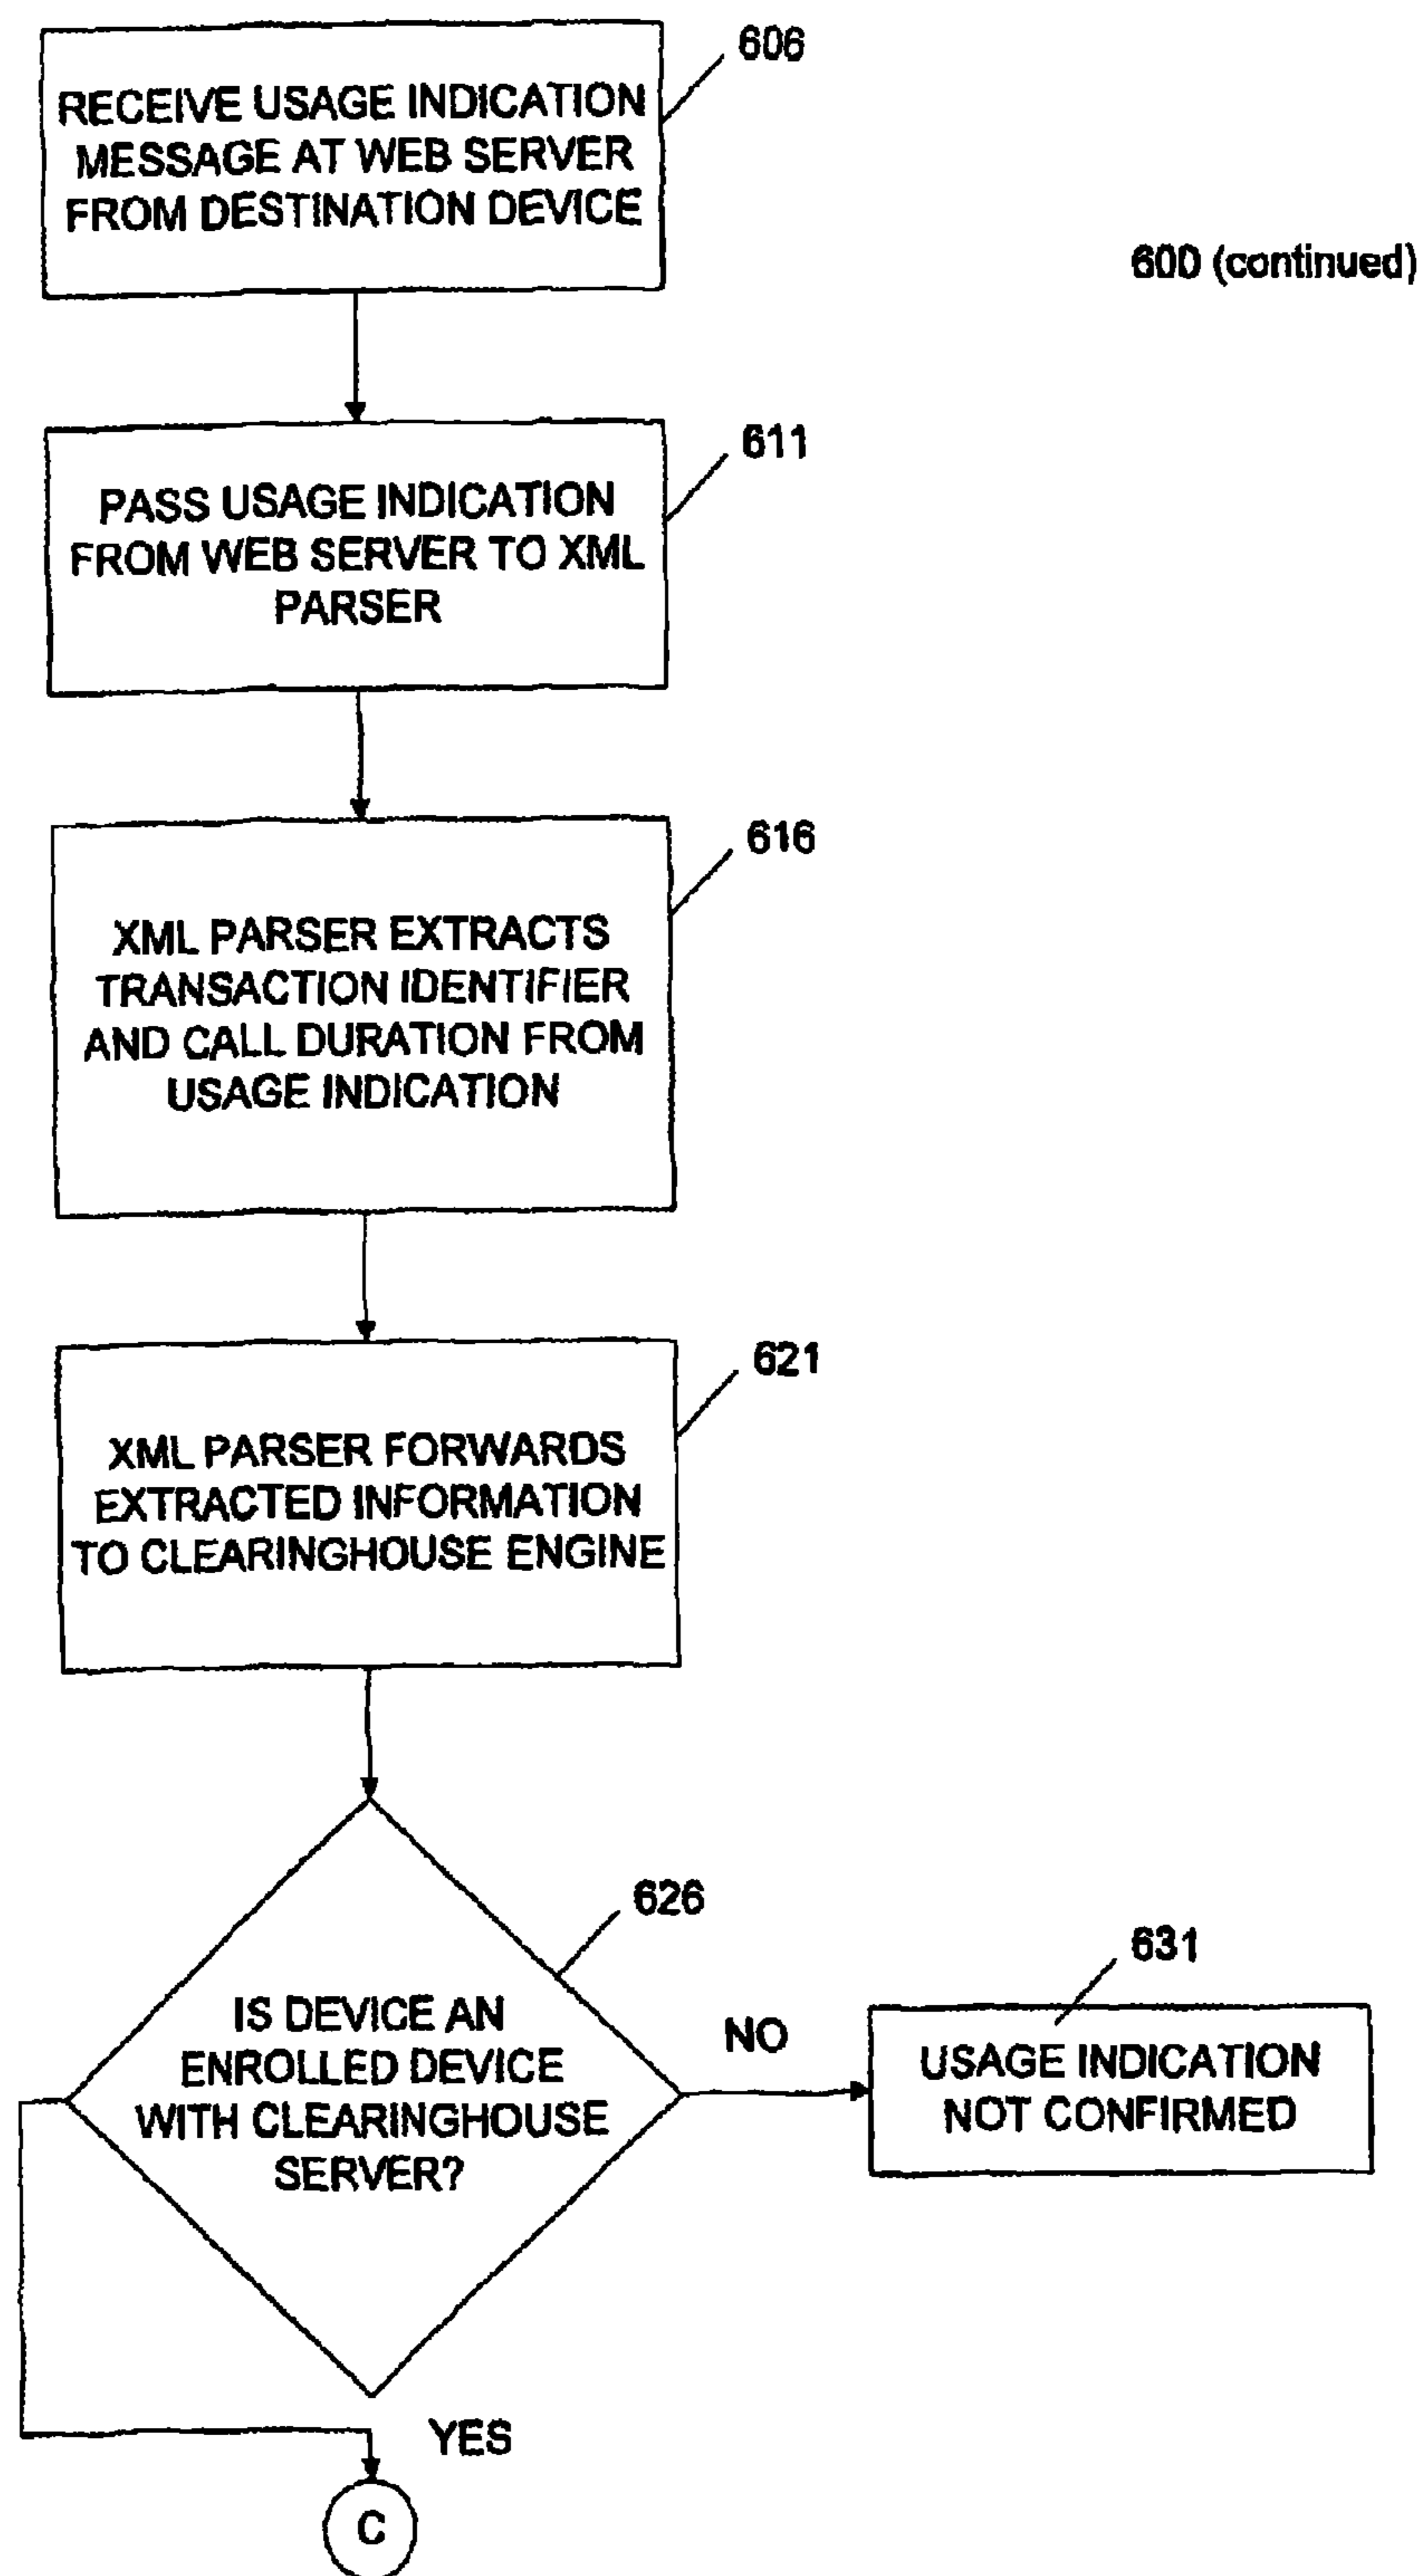 606
RECEIVE USAGE INDICATION
MESSAGE AT WEB SERVER
FROM DESTINATION DEVICE
600 (continued)
611
PASS USAGE INDICATION
FROM WEB SERVER TO XML
PARSER
616
XML PARSER EXTRACTS
TRANSACTION IDENTIFIER
AND CALL DURATION FROM
USAGE INDICATION
621
XML PARSER FORWARDS
EXTRACTED INFORMATION
TO CLEARINGHOUSE ENGINE
626
IS DEVICE AN
ENROLLED DEVICE
WITH CLEARINGHOUSE
SERVER?
NO
631
USAGE INDICATION
NOT CONFIRMED
YES
C